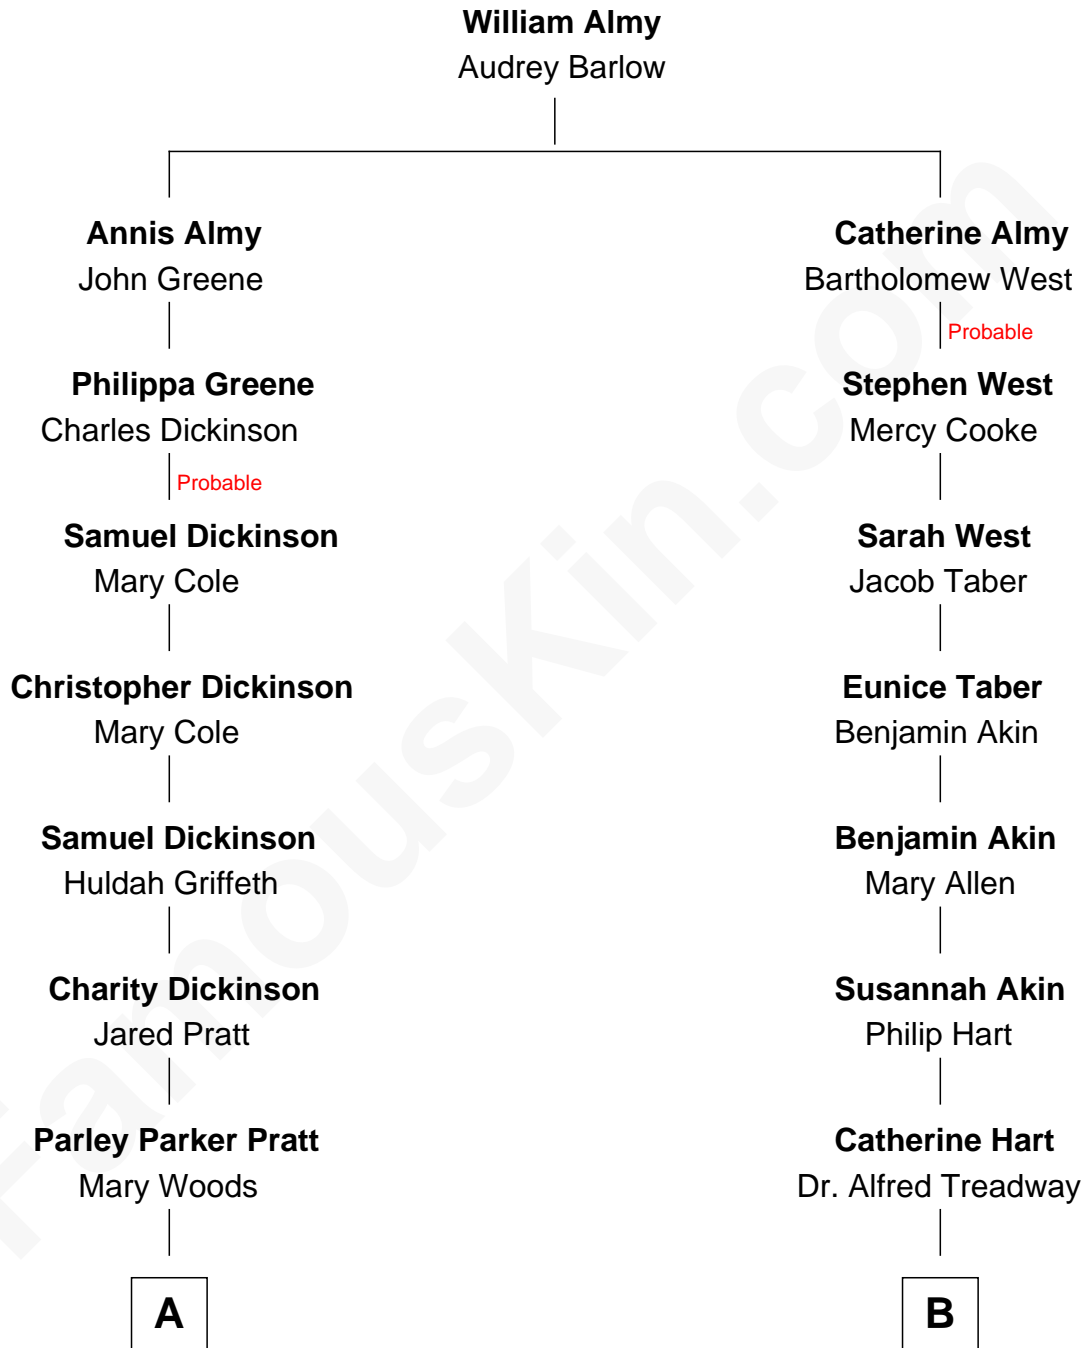 William Almy
Audrey Barlow
Annis Almy
John Greene
Catherine Almy
Bartholomew West
Probable
Philippa Greene
Charles Dickinson
Stephen West
Mercy Cooke
Probable
Samuel Dickinson
Mary Cole
Sarah West
Jacob Taber
Christopher Dickinson
Mary Cole
Eunice Taber
Benjamin Akin
Samuel Dickinson
Huldah Griffeth
Benjamin Akin
Mary Allen
Charity Dickinson
Jared Pratt
Susannah Akin
Philip Hart
Parley Parker Pratt
Mary Woods
Catherine Hart
Dr. Alfred Treadway
A
B
FamousKin.com